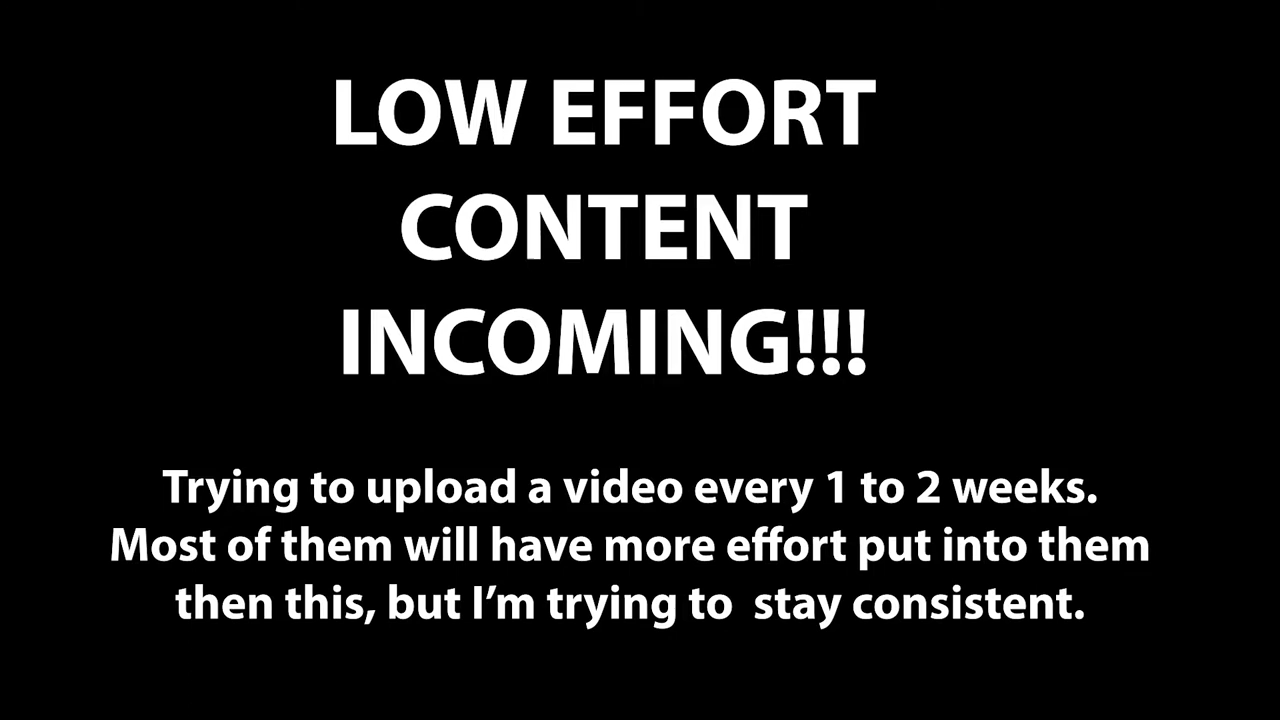 LOW EFFORT
CONTENT
INCOMING!!!
Trying to upload a video every 1 to 2 weeks.
Most of them will have more effort put into them
then this, but I'm trying to  stay consistent.